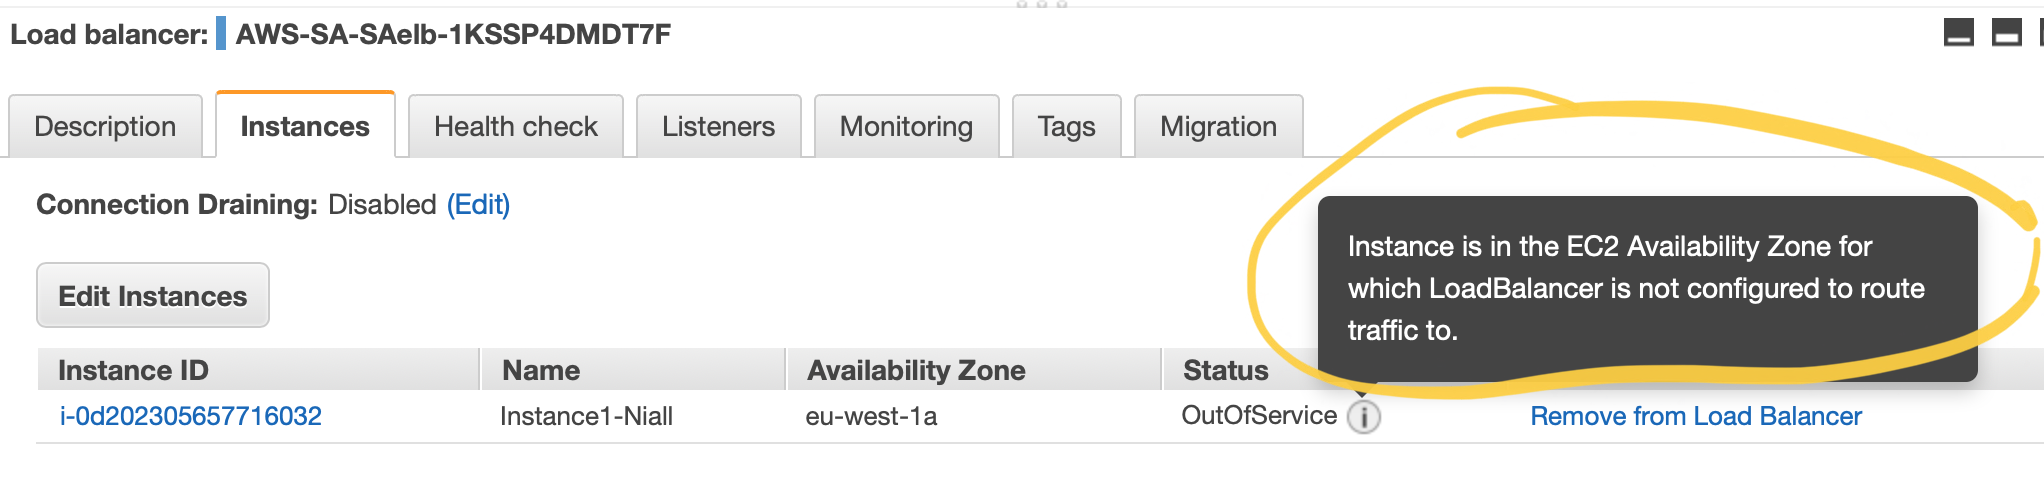 Load balancer: AWS-SA-SAelb-1KSSP4DMDT7F
Description Instances Health check Listeners Monitoring Tags Migration
Connection Draining: Disabled (Edit)
Instance is in the EC2 Availability Zone for
which LoadBalancer is not configured to route
traffic to.
Edit Instances
Instance ID Name Availability Zone Status
i-0d202305657716032 Instance1-Niall eu-west-1a OutOfService i Remove from Load Balancer